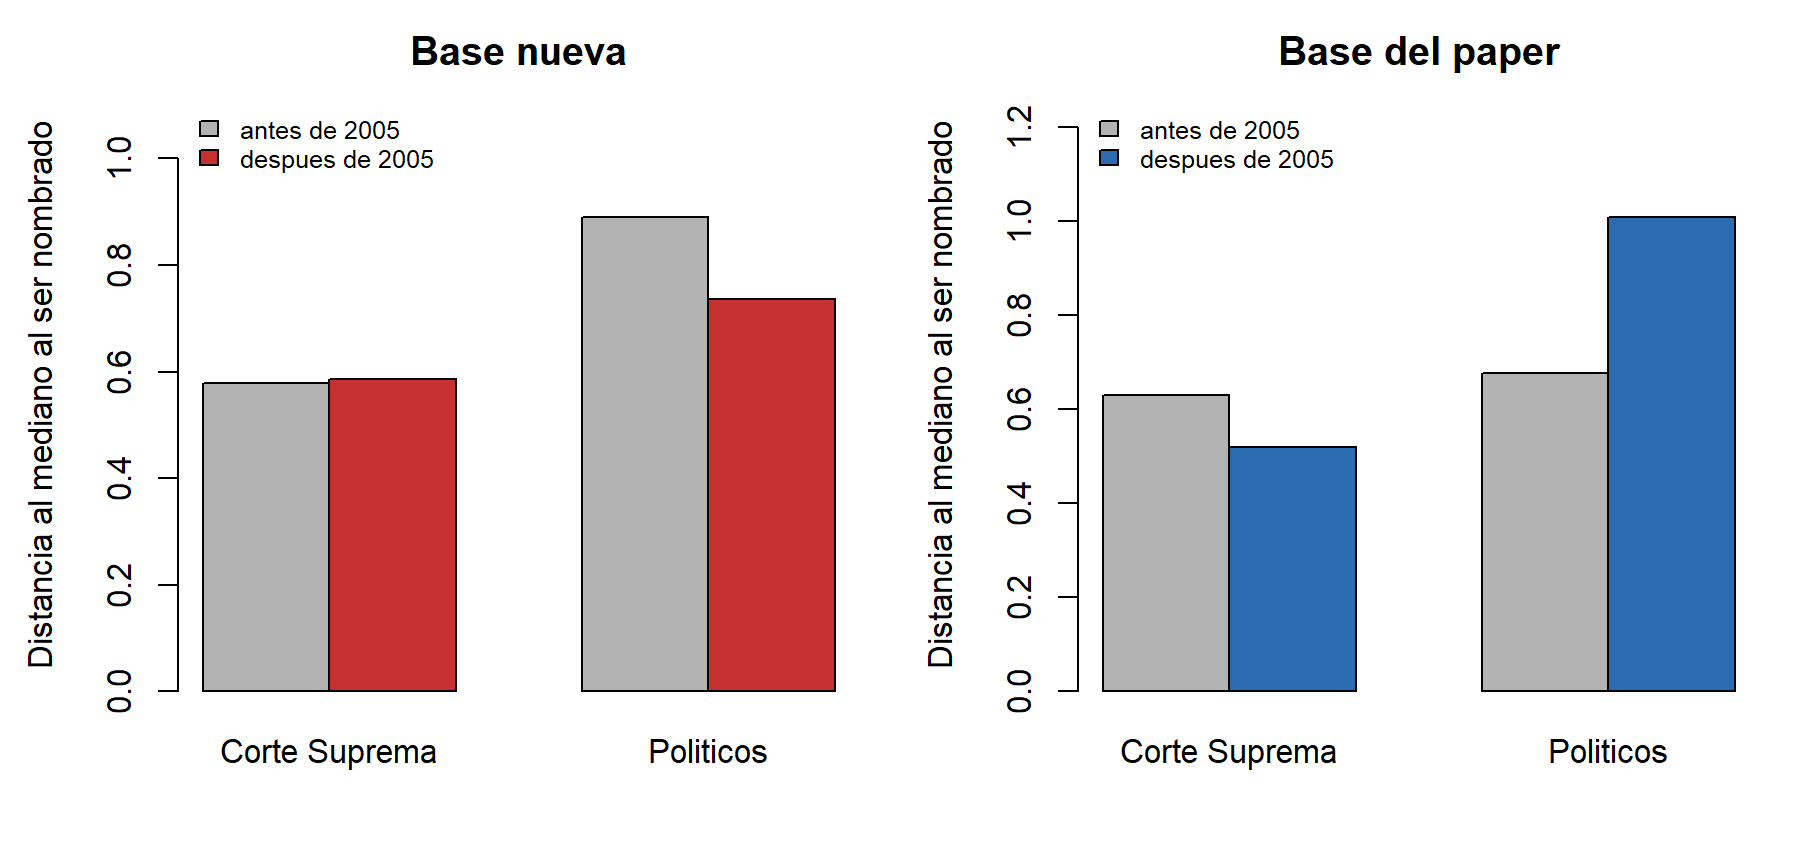 Base nueva
antes de 2005
despues de 2005
Distancia al mediano al ser nombrado
1.0
0.8
0.6
0.4
0.2
0.0
Corte Suprema
Politicos
Base del paper
antes de 2005
despues de 2005
Distancia al mediano al ser nombrado
1.2
1.0
0.8
0.6
0.4
0.2
0.0
Corte Suprema
Politicos